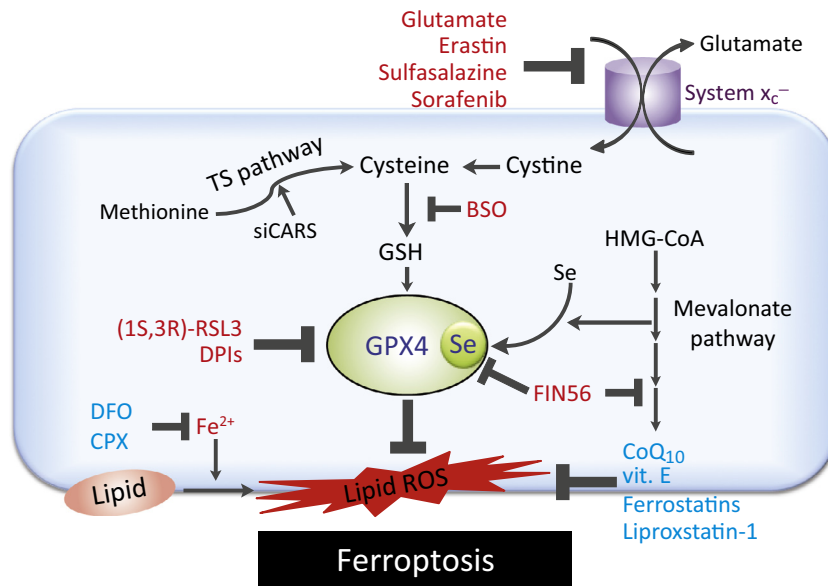 Glutamate
Erastin
Sulfasalazine
Sorafenib
Glutamate
System xc⁻
TS pathway
Cysteine
Cystine
Methionine
siCARS
BSO
GSH
HMG-CoA
Se
Mevalonate
pathway
(1S,3R)-RSL3
DPIs
GPX4
Se
FIN56
DFO
CPX
Fe²⁺
CoQ₁₀
vit. E
Ferrostatins
Liproxstatin-1
Lipid
Lipid ROS
Ferroptosis